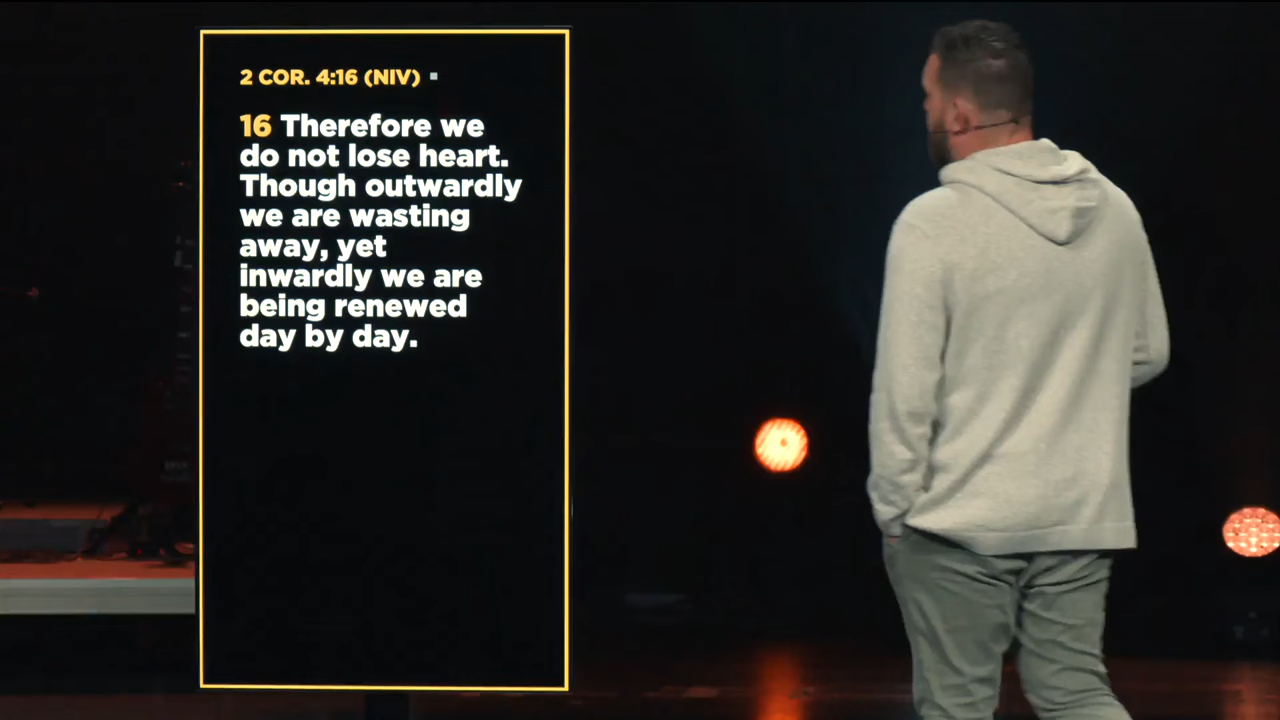 2 COR. 4:16 (NIV)
16 Therefore we
do not lose heart.
Though outwardly
we are wasting
away, yet
inwardly we are
being renewed
day by day.